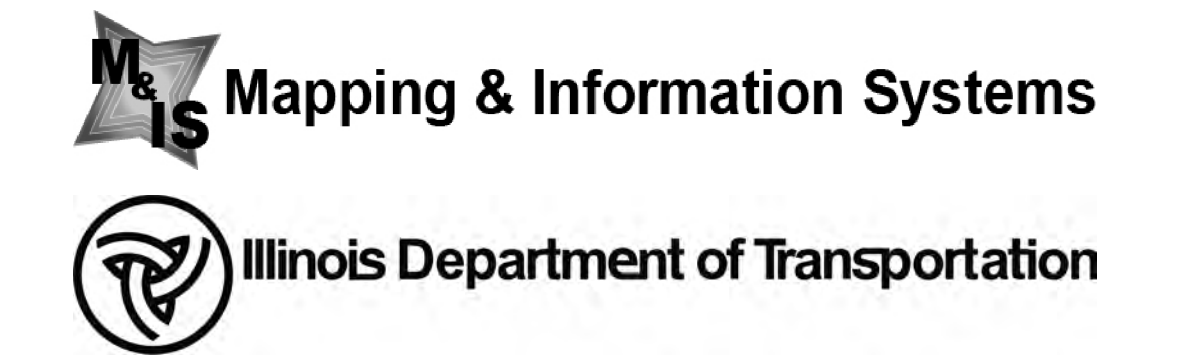 M&IS Mapping & Information Systems
Illinois Department of Transportation